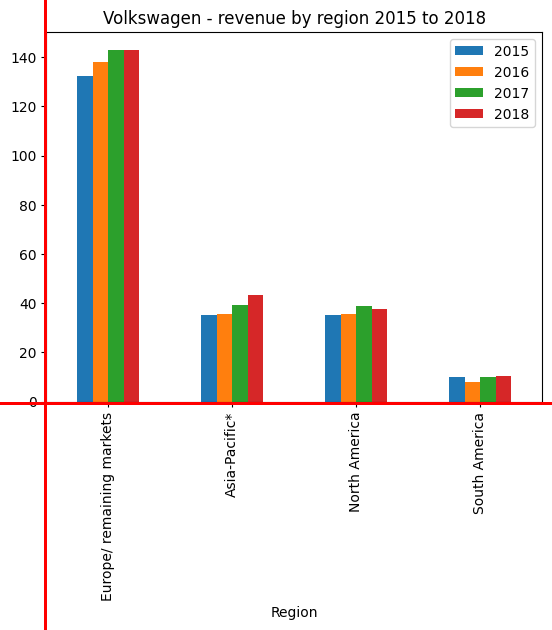 Volkswagen - revenue by region 2015 to 2018
2015
2016
2017
2018
140
120
100
80
60
40
20
0
Europe/ remaining markets
Asia-Pacific*
North America
South America
Region